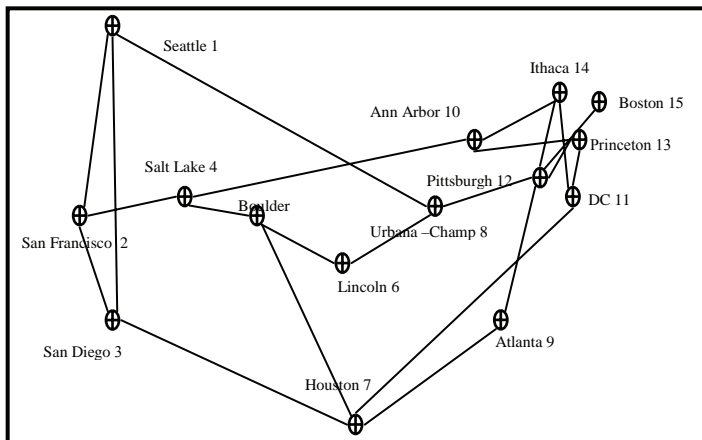 Seattle 1
Ithaca 14
Boston 15
Ann Arbor 10
Princeton 13
Salt Lake 4
Pittsburgh 12
DC 11
Boulder
Urbana –Champ 8
San Francisco 2
Lincoln 6
San Diego 3
Atlanta 9
Houston 7